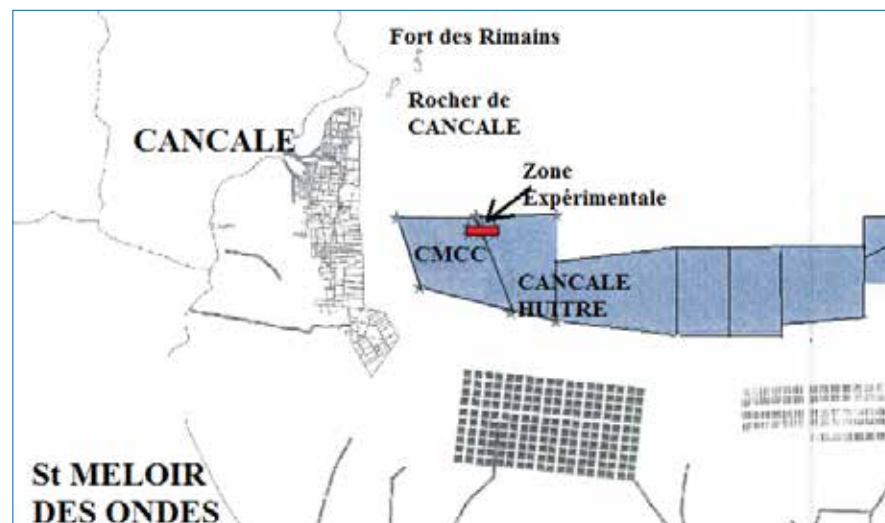 Fort des Rimains
Rocher de
CANCALE
CANCALE
Zone
Expérimentale
CMCC
CANCALE
HUITRE
St MELOIR
DES ONDES